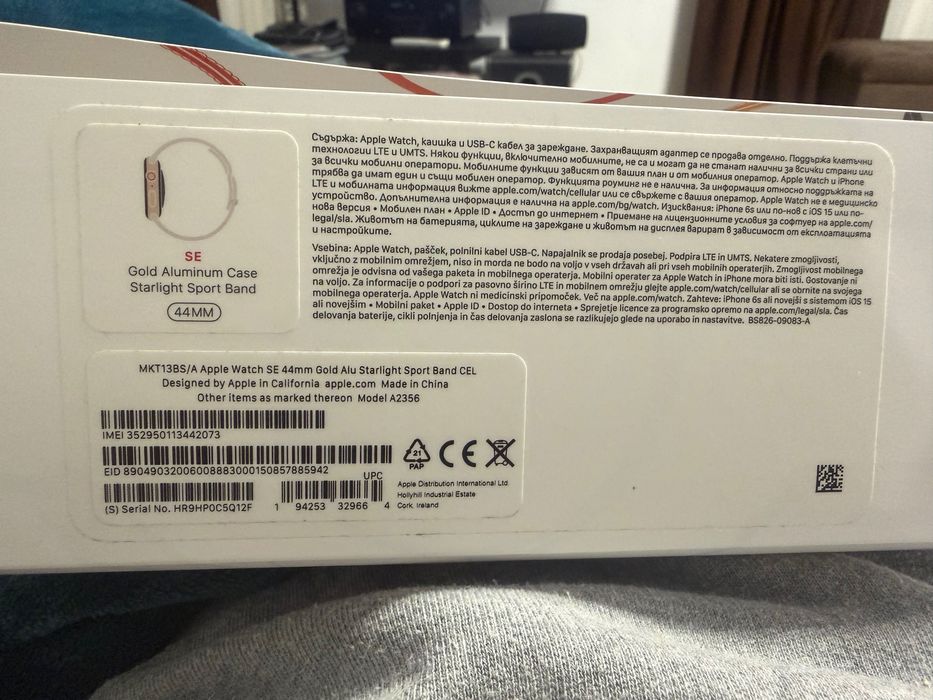 SE
Gold Aluminum Case
Starlight Sport Band
44MM
Съдържа: Apple Watch, каишка и USB-C кабел за зареждане. Захранващият адаптер се продава отделно. Поддържа клетъчни
технологии LTE и UMTS. Някои функции, включително мобилните, не са и могат да не станат налични за всички страни или
за всички мобилни оператори. Мобилните функции зависят от вашия план и от мобилния оператор. Apple Watch и iPhone
трябва да имат един и същи мобилен оператор. Функцията роуминг не е налична. За информация относно поддръжката на
LTE и мобилната информация вижте apple.com/watch/cellular или се свържете с вашия оператор. Apple Watch не е медицинско
устройство. Допълнителна информация е налична на apple.com/bg/watch. Изисквания: iPhone 6s или по-нов с iOS 15 или по-
нова версия • Мобилен план • Apple ID • Достъп до интернет • Приемане на лицензионните условия за софтуер на apple.com/
legal/sla. Животът на батерията, циклите на зареждане и животът на дисплея варират в зависимост от експлоатацията
и настройките.
Vsebina: Apple Watch, pašček, polnilni kabel USB-C. Napajalnik se prodaja posebej. Podpira LTE in UMTS. Nekatere zmogljivosti,
vključno z mobilnim omrežjem, niso in morda ne bodo na voljo v vseh državah ali pri vseh mobilnih operaterjih. Zmogljivost mobilnega
omrežja je odvisna od vašega paketa in mobilnega operaterja. Mobilni operater za Apple Watch in iPhone mora biti isti. Gostovanje ni
na voljo. Za informacije o podpori za pasovno širino LTE in mobilnem omrežju glejte apple.com/watch/cellular ali se obrnite na svojega
mobilnega operaterja. Apple Watch ni medicinski pripomoček. Več na apple.com/watch. Zahteve: iPhone 6s ali novejši s sistemom iOS 15
ali novejšim • Mobilni paket • Apple ID • Dostop do interneta • Sprejetje licence za programsko opremo na apple.com/legal/sla. Čas
delovanja baterije, cikli polnjenja in čas delovanja zaslona se razlikujejo glede na uporabo in nastavitve. BS826-09083-A
MKT13BS/A Apple Watch SE 44mm Gold Alu Starlight Sport Band CEL
Designed by Apple in California apple.com Made in China
Other items as marked thereon Model A2356
IMEI 352950113442073
EID 89049032006008883000150857885942
UPC
(S) Serial No. HR9HP0C5Q12F
1 94253 32966 4
21
PAP
CE
Apple Distribution International Ltd.
Hollyhill Industrial Estate
Cork. Ireland